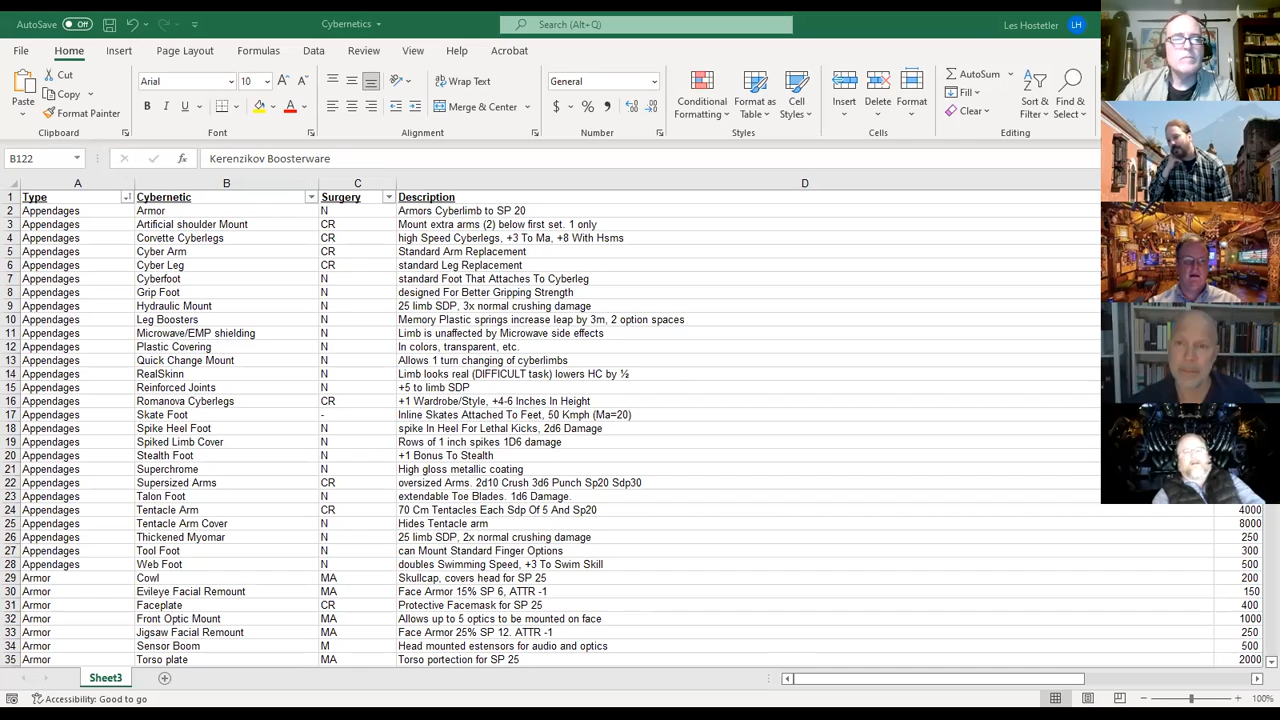 AutoSave Off Cybernetics Search (Alt+Q) Les Hostetler LH
File Home Insert Page Layout Formulas Data Review View Help Acrobat
Paste Cut Arial 10 Wrap Text General Conditional Formatting Format as Table Cell Styles Insert Delete Format AutoSum Sort & Filter Find & Select
Copy Fill
Format Painter B I U Merge & Center $ % Clear
Clipboard Font Alignment Number Styles Cells Editing
B122 fx Kerenzikov Boosterware
A B C D
1 Type Cybernetic Surgery Description
2 Appendages Armor N Armors Cyberlimb to SP 20
3 Appendages Artificial shoulder Mount CR Mount extra arms (2) below first set. 1 only
4 Appendages Corvette Cyberlegs CR high Speed Cyberlegs, +3 To Ma, +8 With Hsms
5 Appendages Cyber Arm CR Standard Arm Replacement
6 Appendages Cyber Leg CR standard Leg Replacement
7 Appendages Cyberfoot N standard Foot That Attaches To Cyberleg
8 Appendages Grip Foot N designed For Better Gripping Strength
9 Appendages Hydraulic Mount N 25 limb SDP, 3x normal crushing damage
10 Appendages Leg Boosters N Memory Plastic springs increase leap by 3m, 2 option spaces
11 Appendages Microwave/EMP shielding N Limb is unaffected by Microwave side effects
12 Appendages Plastic Covering N In colors, transparent, etc.
13 Appendages Quick Change Mount N Allows 1 turn changing of cyberlimbs
14 Appendages RealSkinn N Limb looks real (DIFFICULT task) lowers HC by ½
15 Appendages Reinforced Joints N +5 to limb SDP
16 Appendages Romanova Cyberlegs CR +1 Wardrobe/Style, +4-6 Inches In Height
17 Appendages Skate Foot - Inline Skates Attached To Feet, 50 Kmph (Ma=20)
18 Appendages Spike Heel Foot N spike In Heel For Lethal Kicks, 2d6 Damage
19 Appendages Spiked Limb Cover N Rows of 1 inch spikes 1D6 damage
20 Appendages Stealth Foot N +1 Bonus To Stealth
21 Appendages Superchrome N High gloss metallic coating
22 Appendages Supersized Arms CR oversized Arms. 2d10 Crush 3d6 Punch Sp20 Sdp30
23 Appendages Talon Foot N extendable Toe Blades. 1d6 Damage.
24 Appendages Tentacle Arm CR 70 Cm Tentacles Each Sdp Of 5 And Sp20 4000
25 Appendages Tentacle Arm Cover N Hides Tentacle arm 8000
26 Appendages Thickened Myomar N 25 limb SDP, 2x normal crushing damage 250
27 Appendages Tool Foot N can Mount Standard Finger Options 300
28 Appendages Web Foot N doubles Swimming Speed, +3 To Swim Skill 500
29 Armor Cowl MA Skullcap, covers head for SP 25 200
30 Armor Evileye Facial Remount MA Face Armor 15% SP 6, ATTR -1 150
31 Armor Faceplate CR Protective Facemask for SP 25 400
32 Armor Front Optic Mount MA Allows up to 5 optics to be mounted on face 1000
33 Armor Jigsaw Facial Remount MA Face Armor 25% SP 12. ATTR -1 250
34 Armor Sensor Boom M Head mounted estensors for audio and optics 500
35 Armor Torso plate MA Torso portection for SP 25 2000
Sheet3
Accessibility: Good to go 100%